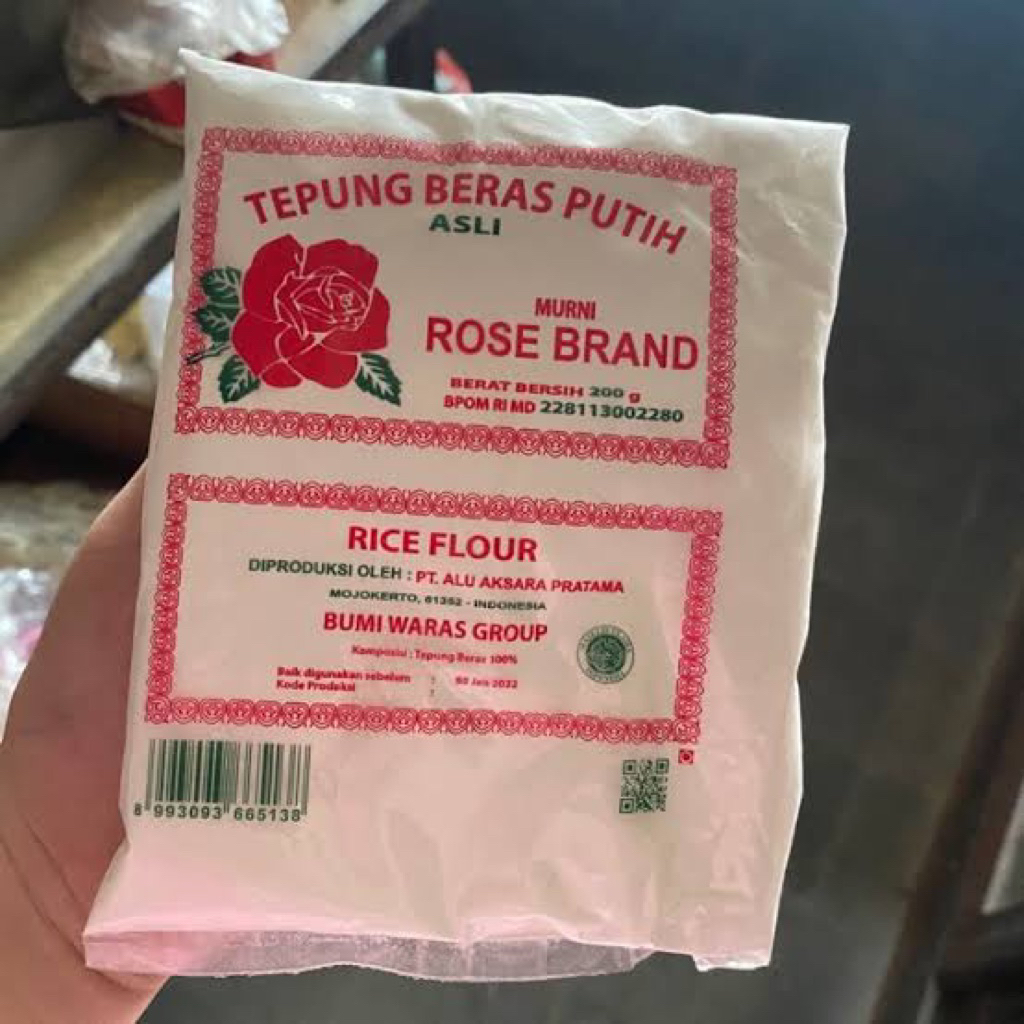 TEPUNG BERAS PUTIH
ASLI
MURNI
ROSE BRAND
BERAT BERSIH 200 g
BPOM RI MD 228113002280
RICE FLOUR
DIPRODUKSI OLEH : PT. ALU AKSARA PRATAMA
MOJOKERTO, 61352 - INDONESIA
BUMI WARAS GROUP
Komposisi : Tepung Beras 100%
Baik digunakan sebelum :
Kode Produksi :
8 993093 665138